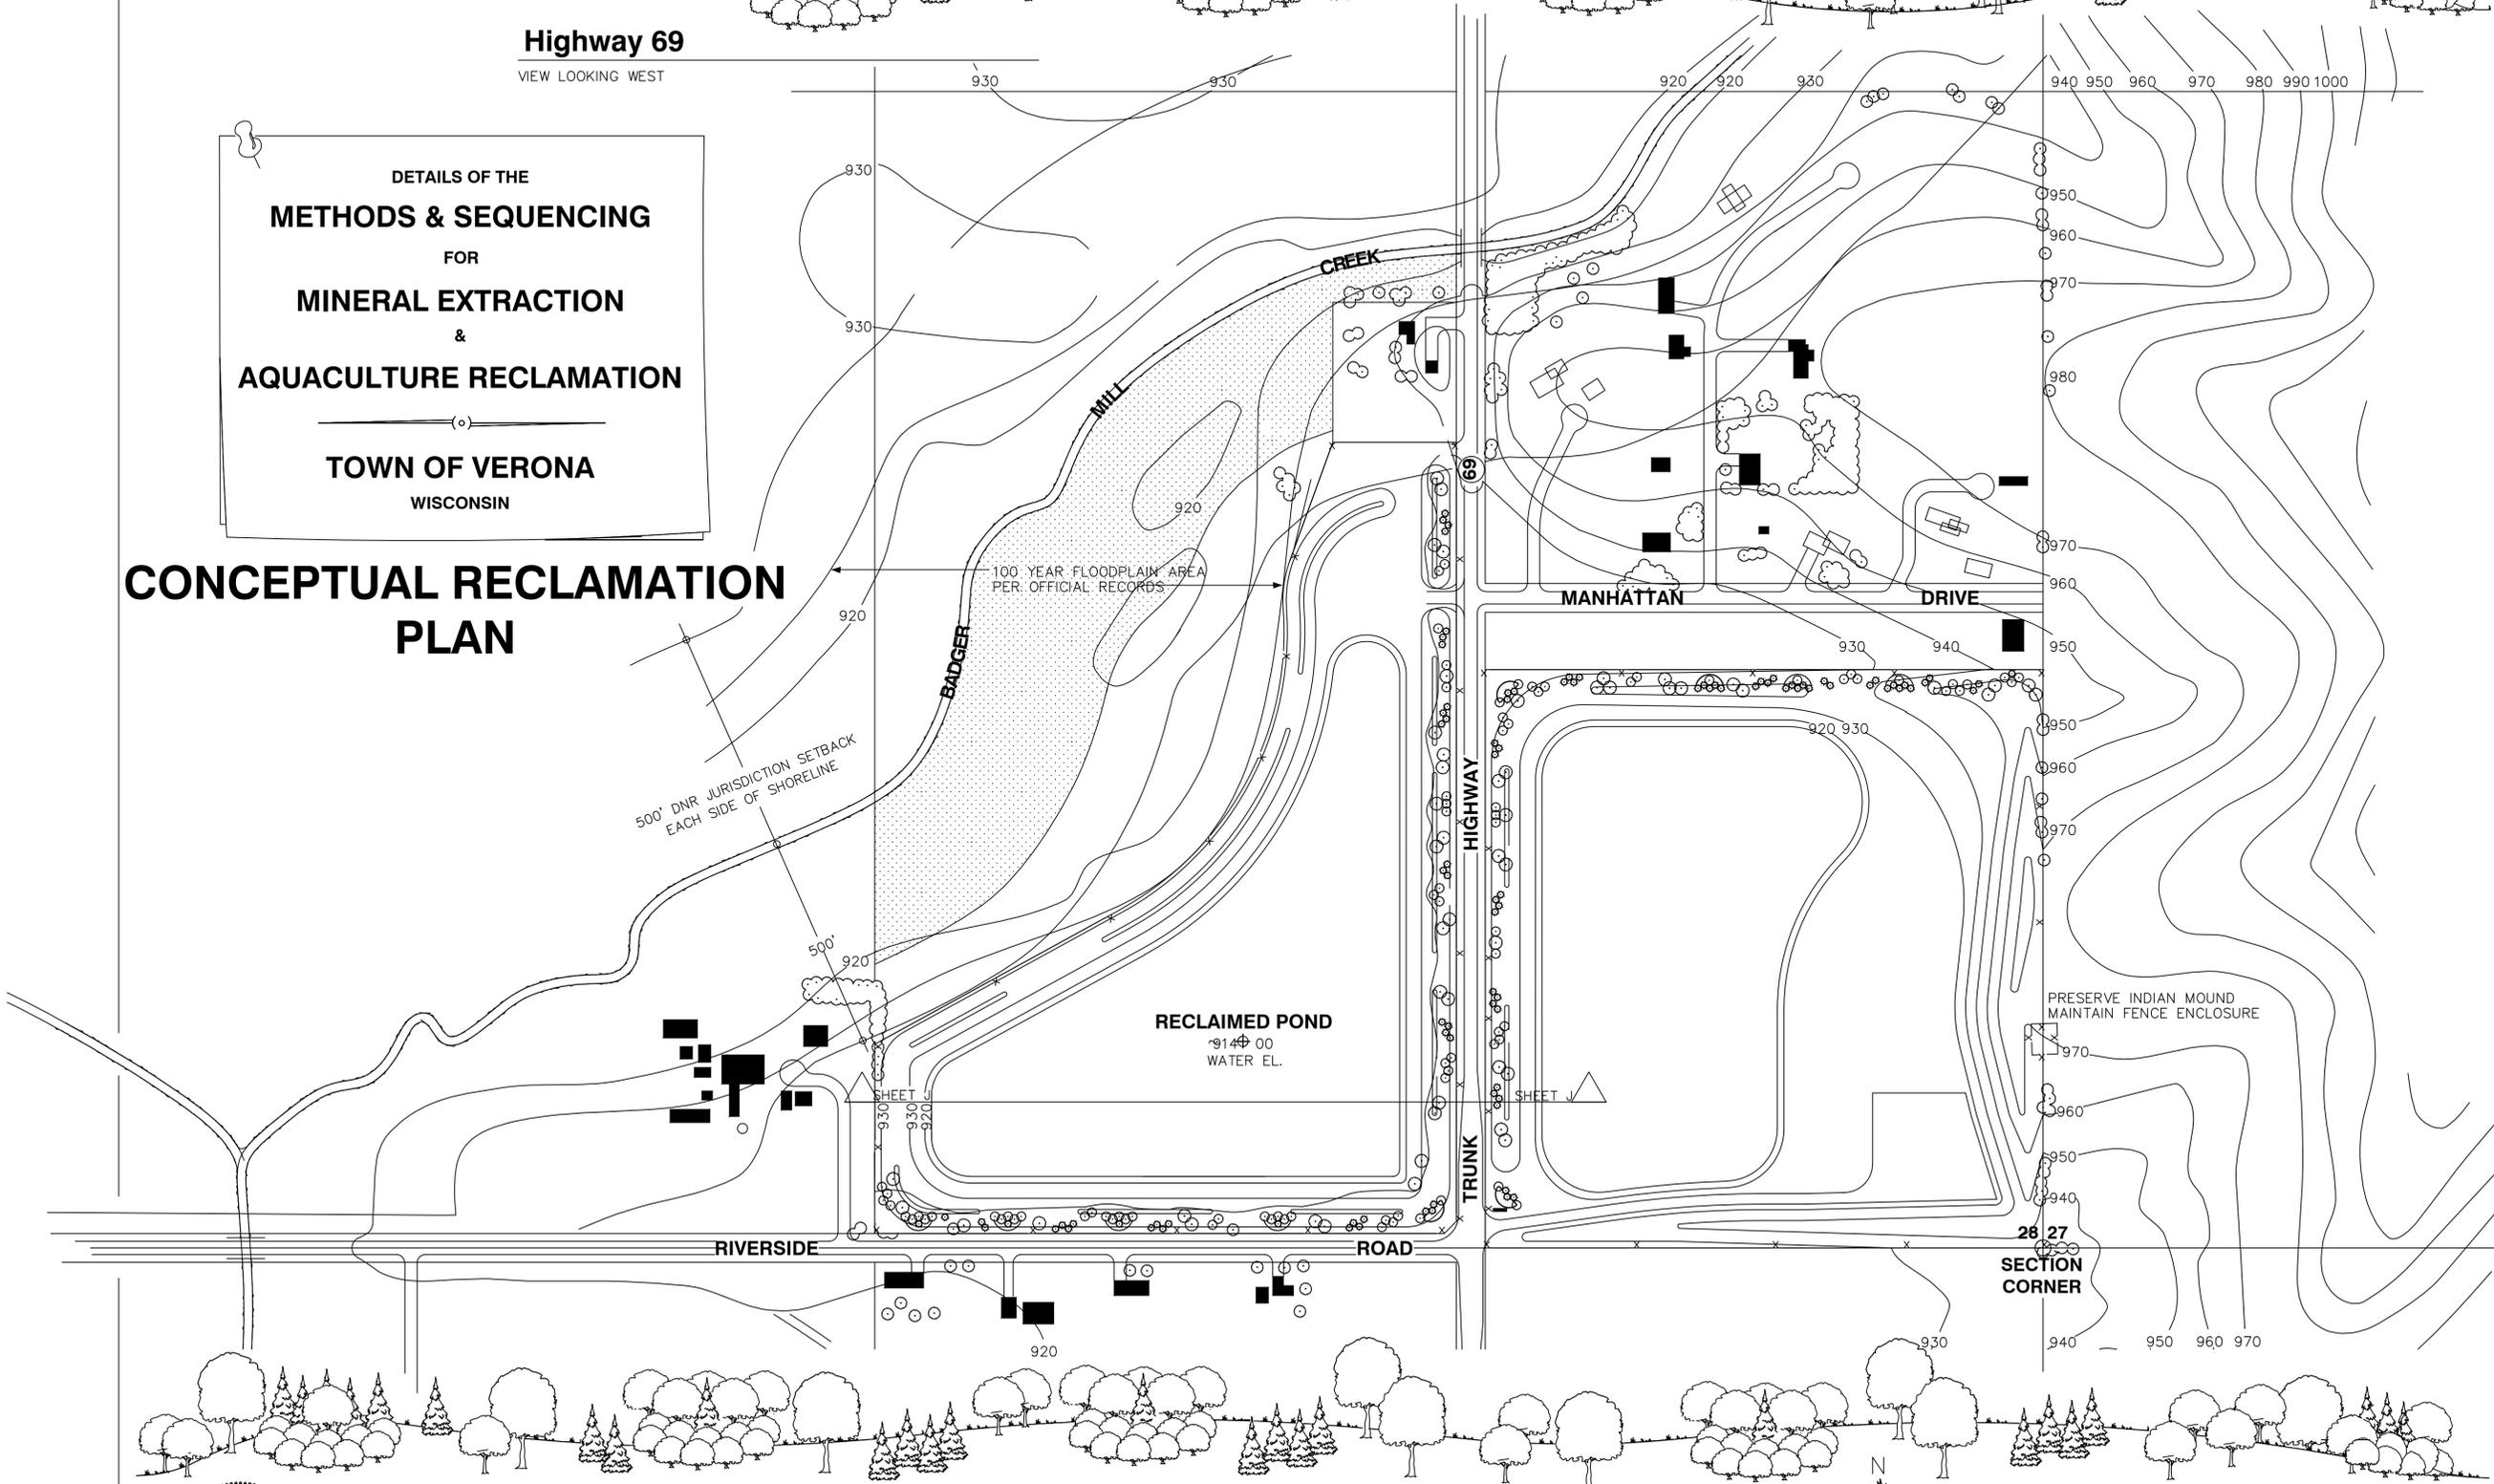 Highway 69
VIEW LOOKING WEST
DETAILS OF THE
METHODS & SEQUENCING
FOR
MINERAL EXTRACTION
&
AQUACULTURE RECLAMATION
TOWN OF VERONA
WISCONSIN
CONCEPTUAL RECLAMATION
PLAN
930
930
920
920
930
940
950
960
970
980
990
1000
930
950
960
CREEK
970
930
980
MILL
69
920
970
100 YEAR FLOODPLAIN AREA
PER OFFICIAL RECORDS
960
MANHATTAN
DRIVE
920
930
940
950
BADGER
950
920
930
500' DNR JURISDICTION SETBACK
EACH SIDE OF SHORELINE
960
HIGHWAY
970
500'
920
PRESERVE INDIAN MOUND
MAINTAIN FENCE ENCLOSURE
RECLAIMED POND
~914 00
WATER EL.
970
SHEET J
SHEET J
930
930
920
960
TRUNK
950
940
28
27
RIVERSIDE
ROAD
SECTION
CORNER
920
930
940
950
960
970
N